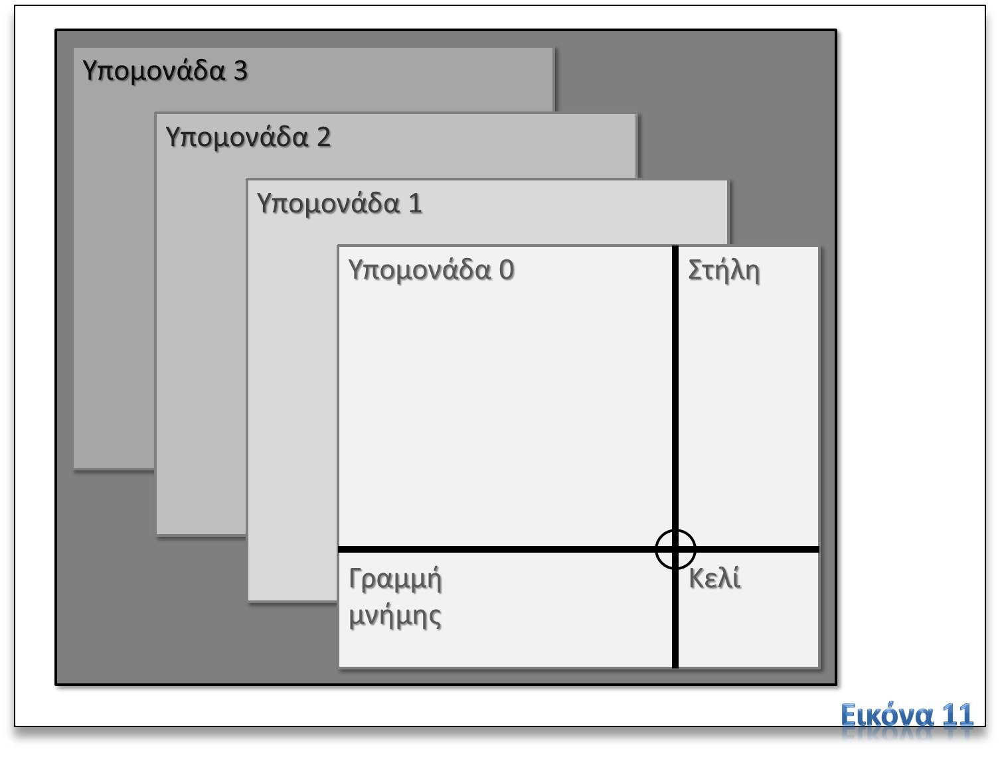 Υπομονάδα 3
Υπομονάδα 2
Υπομονάδα 1
Υπομονάδα 0
Στήλη
Γραμμή
μνήμης
Κελί
Εικόνα 11